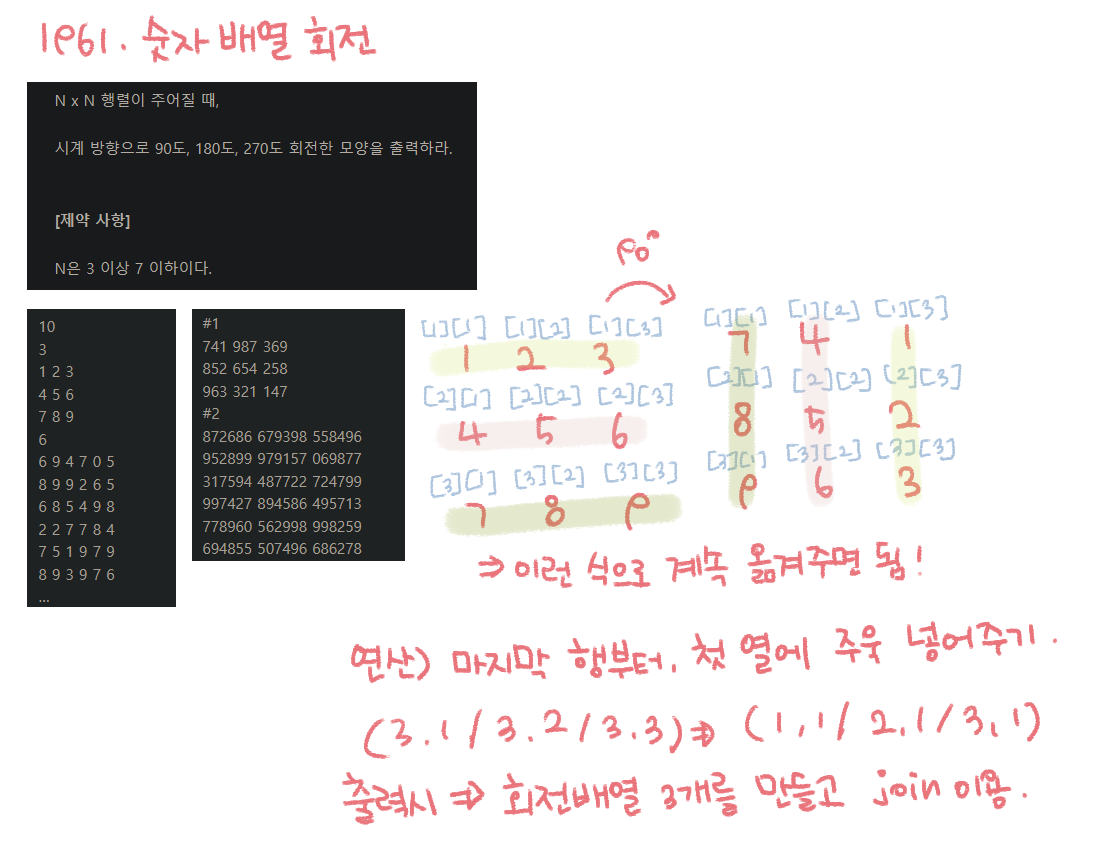 1961. 숫자 배열 회전
N x N 행렬이 주어질 때,
시계 방향으로 90도, 180도, 270도 회전한 모양을 출력하라.
[제약 사항]
N은 3 이상 7 이하이다.
10
3
1 2 3
4 5 6
7 8 9
6
6 9 4 7 0 5
8 9 9 2 6 5
6 8 5 4 9 8
2 2 7 7 8 4
7 5 1 9 7 9
8 9 3 9 7 6
...
#1
741 987 369
852 654 258
963 321 147
#2
872686 679398 558496
952899 979157 069877
317594 487722 724799
997427 894586 495713
778960 562998 998259
694855 507496 686278
90°
[1][1] [1][2] [1][3]
1 2 3
[2][1] [2][2] [2][3]
4 5 6
[3][1] [3][2] [3][3]
7 8 9
[1][1] [1][2] [1][3]
7 4 1
[2][1] [2][2] [2][3]
8 5 2
[3][1] [3][2] [3][3]
9 6 3
⇒ 이런 식으로 계속 옮겨주면 됨!
연산) 마지막 행부터, 첫 열에 주욱 넣어주기.
(3.1 / 3.2 / 3.3) ⇒ (1,1 / 2,1 / 3,1)
출력시 ⇒ 회전배열 3개를 만들고 join 이용.